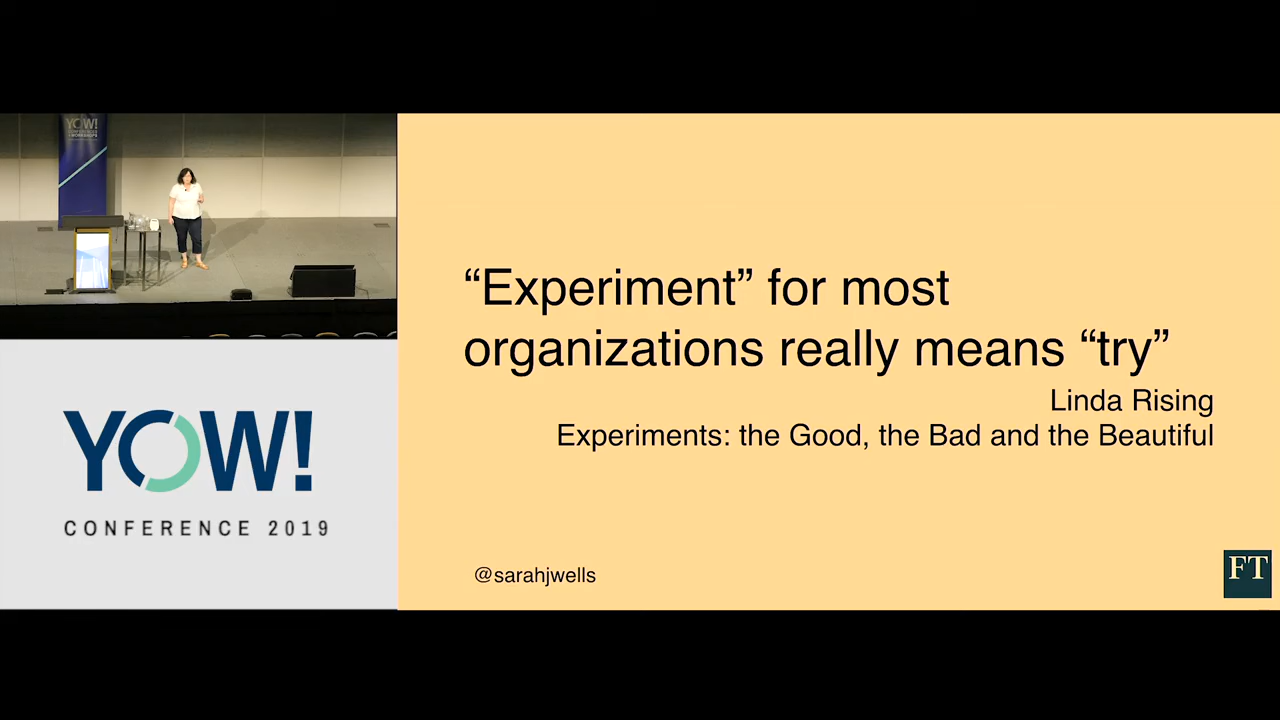 YOW!
“Experiment” for most
organizations really means “try”
Linda Rising
Experiments: the Good, the Bad and the Beautiful
YOW!
CONFERENCE 2019
@sarahjwells
FT